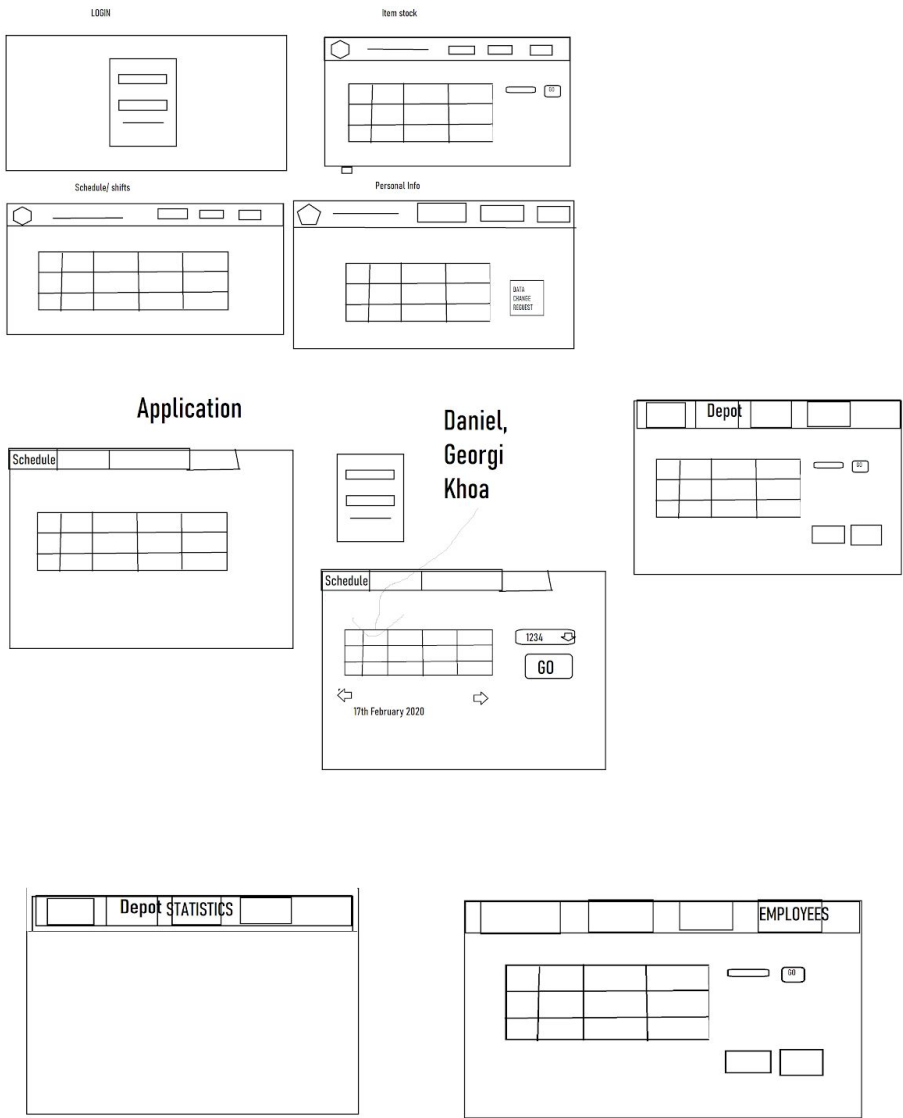 LOGIN
Item stock
GO
Schedule/ shifts
Personal Info
DATA
CHANGE
REQUEST
Application
Daniel,
Georgi
Khoa
Depot
GO
Schedule
Schedule
1234
GO
17th February 2020
Depot STATISTICS
EMPLOYEES
GO